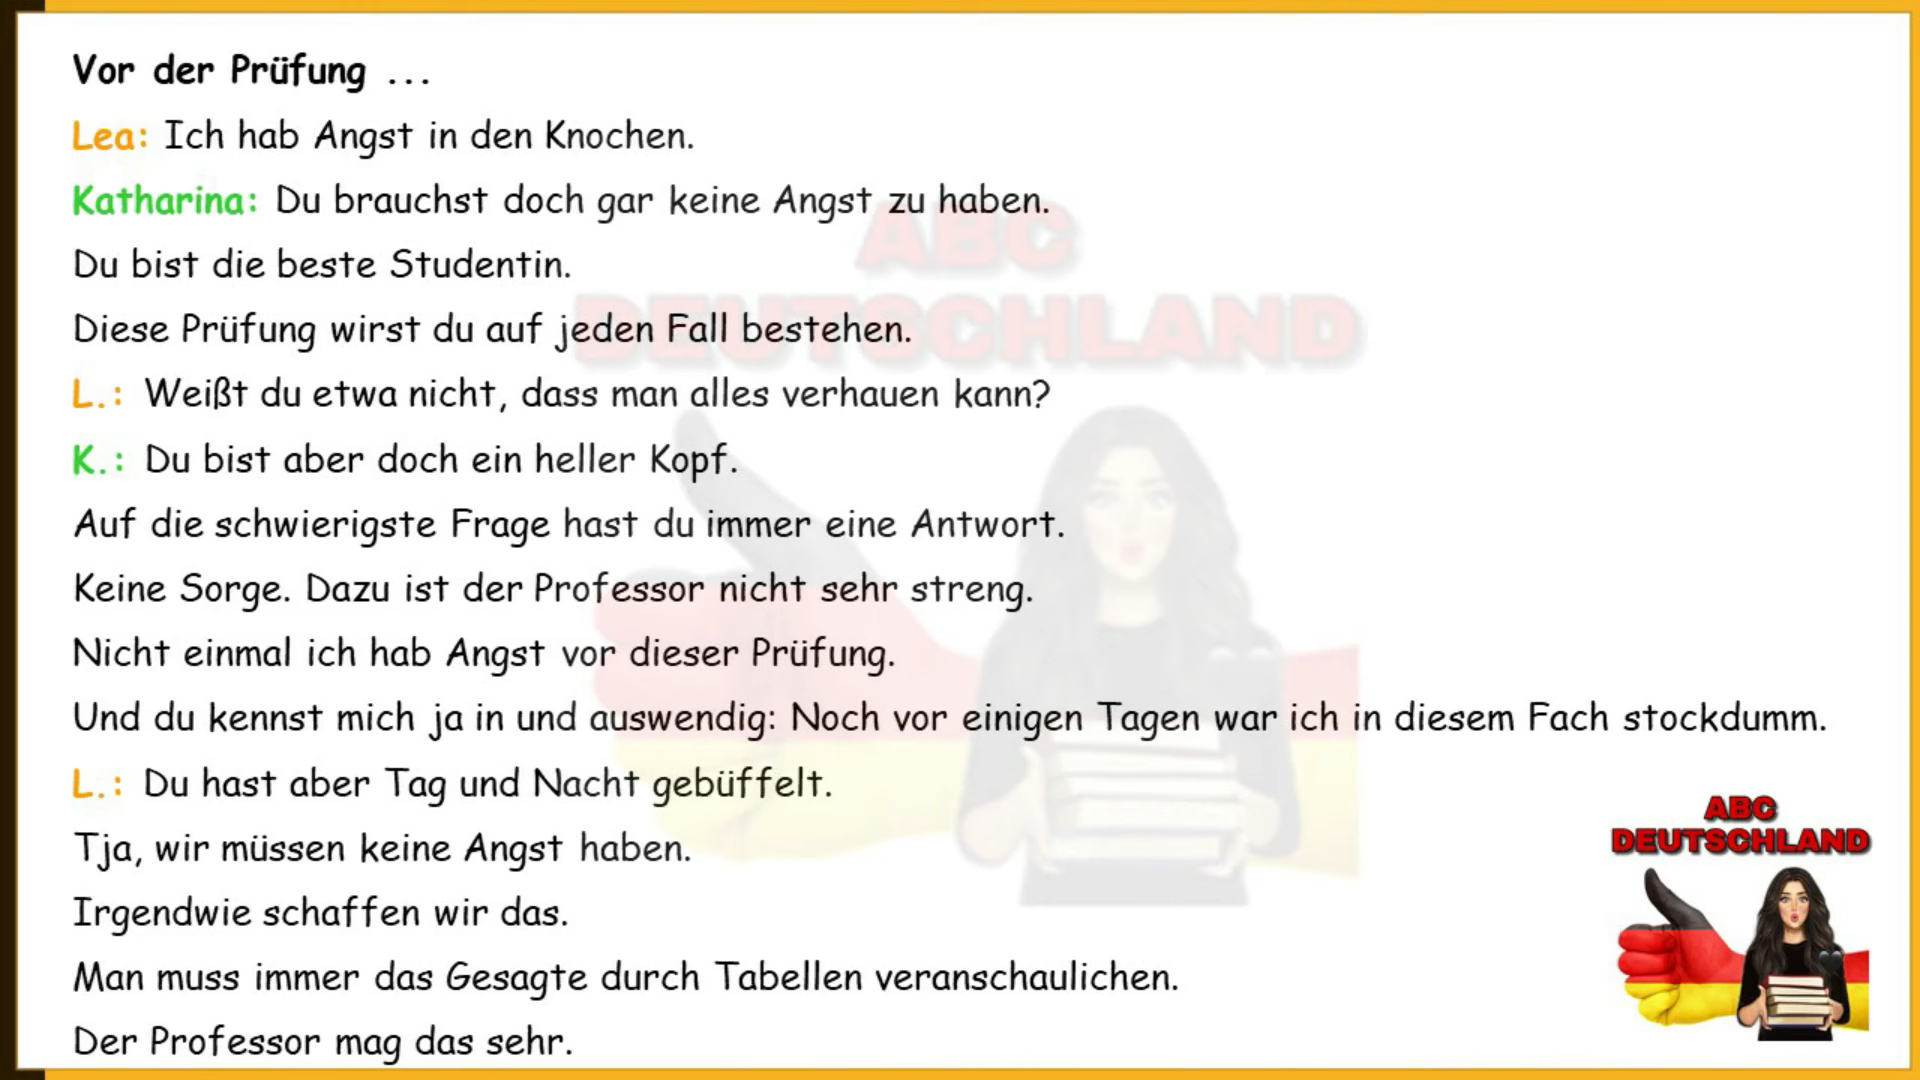 Vor der Prüfung ...
Lea: Ich hab Angst in den Knochen.
Katharina: Du brauchst doch gar keine Angst zu haben.
Du bist die beste Studentin.
Diese Prüfung wirst du auf jeden Fall bestehen.
L.: Weißt du etwa nicht, dass man alles verhauen kann?
K.: Du bist aber doch ein heller Kopf.
Auf die schwierigste Frage hast du immer eine Antwort.
Keine Sorge. Dazu ist der Professor nicht sehr streng.
Nicht einmal ich hab Angst vor dieser Prüfung.
Und du kennst mich ja in und auswendig: Noch vor einigen Tagen war ich in diesem Fach stockdumm.
L.: Du hast aber Tag und Nacht gebüffelt.
Tja, wir müssen keine Angst haben.
Irgendwie schaffen wir das.
Man muss immer das Gesagte durch Tabellen veranschaulichen.
Der Professor mag das sehr.
ABC
DEUTSCHLAND
ABC
DEUTSCHLAND